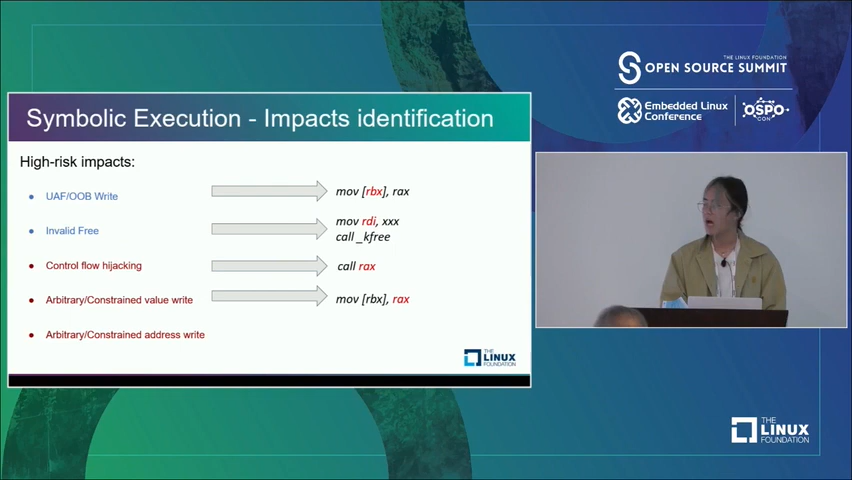 THE LINUX FOUNDATION
OPEN SOURCE SUMMIT
Embedded Linux
Conference
OSPO
CON
Symbolic Execution - Impacts identification
High-risk impacts:
● UAF/OOB Write
mov [rbx], rax
● Invalid Free
mov rdi, xxx
call _kfree
● Control flow hijacking
call rax
● Arbitrary/Constrained value write
mov [rbx], rax
● Arbitrary/Constrained address write
THE
LINUX
FOUNDATION
THE
LINUX
FOUNDATION